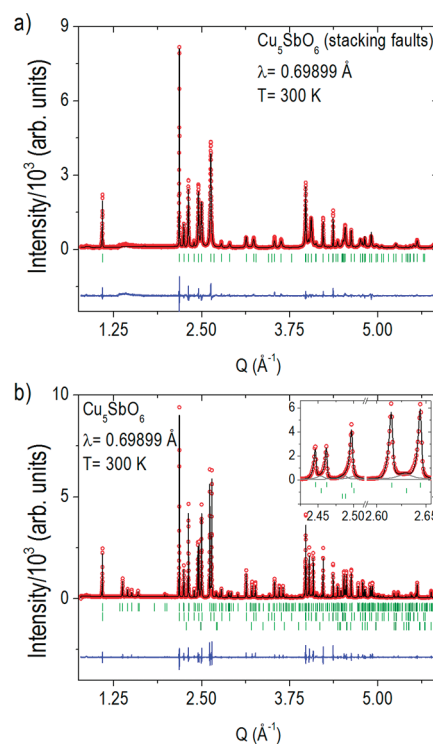 a)
Cu5SbO6 (stacking faults)
λ= 0.69899 Å
T= 300 K
Intensity/10³ (arb. units)
9
6
3
0
1.25 2.50 3.75 5.00
Q (Å⁻¹)
b)
Cu5SbO6
λ= 0.69899 Å
T= 300 K
Intensity/10³ (arb. units)
10
5
0
6
4
2
0
2.45 2.50 2.60 2.65
1.25 2.50 3.75 5.00
Q (Å⁻¹)